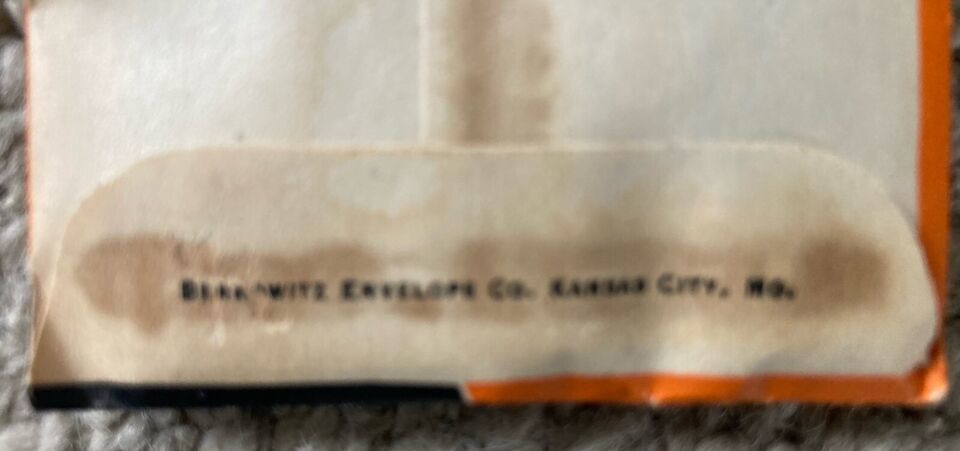 BERKOWITZ ENVELOPE CO. KANSAS CITY, MO.